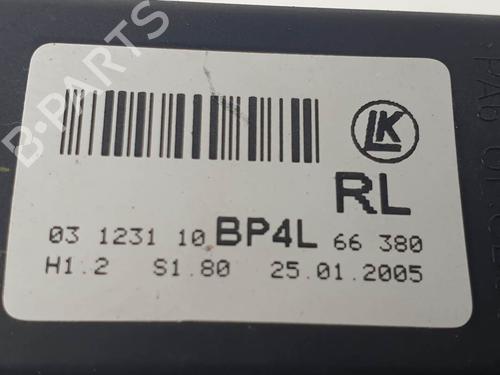 LK
RL
03 1231 10 BP4L 66 380
H1.2 S1.80 25.01.2005
B-PARTS